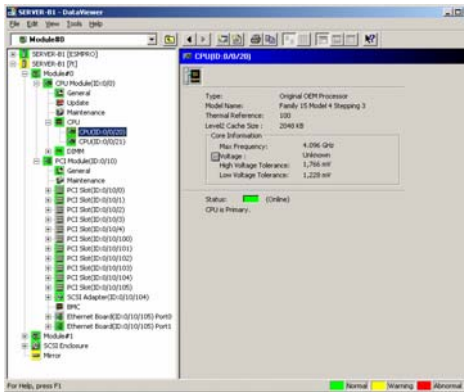 SERVER-B1 - DataViewer
File Edit View Tools Help
Module#0
SERVER-B1 [ESMPRO]
SERVER-B1 [ft]
Module#0
CPU Module(ID:0/0)
General
Update
Maintenance
CPU
CPU(ID:0/0/20)
CPU(ID:0/0/21)
DIMM
PCI Module(ID:0/10)
General
Maintenance
PCI Slot(ID:0/10/0)
PCI Slot(ID:0/10/1)
PCI Slot(ID:0/10/2)
PCI Slot(ID:0/10/3)
PCI Slot(ID:0/10/4)
PCI Slot(ID:0/10/100)
PCI Slot(ID:0/10/101)
PCI Slot(ID:0/10/102)
PCI Slot(ID:0/10/103)
PCI Slot(ID:0/10/104)
PCI Slot(ID:0/10/105)
SCSI Adapter(ID:0/10/104)
BMC
Ethernet Board(ID:0/10/105) Port0
Ethernet Board(ID:0/10/105) Port1
Module#1
SCSI Enclosure
Mirror
CPU(ID:0/0/20)
Type: Original OEM Processor
Model Name: Family 15 Model 4 Stepping 3
Thermal Reference: 100
Level2 Cache Size : 2048 KB
Core Information
Max Frequency: 4.096 GHz
Voltage : Unknown
High Voltage Tolerance: 1,766 mV
Low Voltage Tolerance: 1,228 mV
Status: (Online)
CPU is Primary.
For Help, press F1
Normal Warning Abnormal